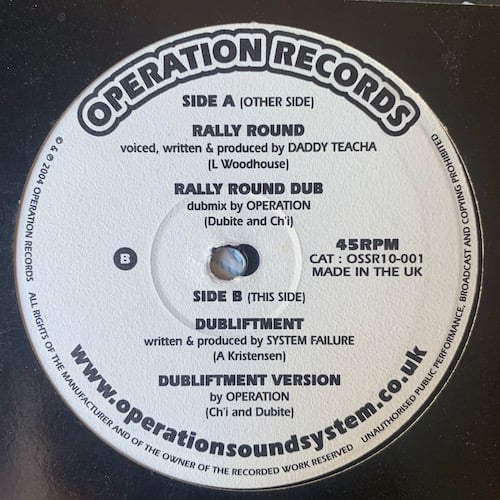 OPERATION RECORDS
SIDE A (OTHER SIDE)
RALLY ROUND
voiced, written & produced by DADDY TEACHA
(L Woodhouse)
RALLY ROUND DUB
dubmix by OPERATION
(Dubite and Ch'i)
B
45RPM
CAT : OSSR10-001
MADE IN THE UK
SIDE B (THIS SIDE)
DUBLIFTMENT
written & produced by SYSTEM FAILURE
(A Kristensen)
DUBLIFTMENT VERSION
by OPERATION
(Ch'i and Dubite)
www.operationsoundsystem.co.uk
© & ℗ 2004 OPERATION RECORDS ALL RIGHTS OF THE MANUFACTURER AND OF THE OWNER OF THE RECORDED WORK RESERVED UNAUTHORISED PUBLIC PERFORMANCE, BROADCAST AND COPYING PROHIBITED